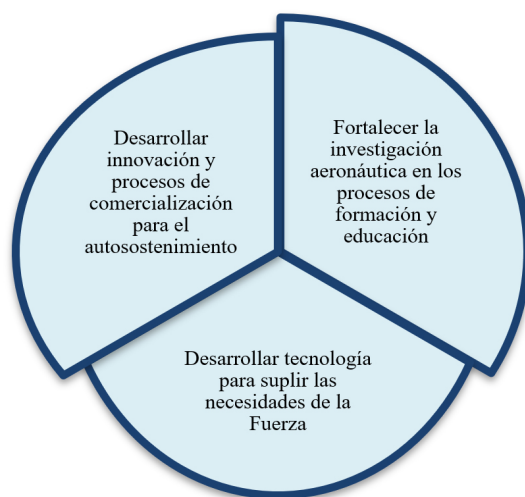 Desarrollar
innovación y
procesos de
comercialización
para el
autosostenimiento
Fortalecer la
investigación
aeronáutica en los
procesos de
formación y
educación
Desarrollar tecnología
para suplir las
necesidades de la
Fuerza